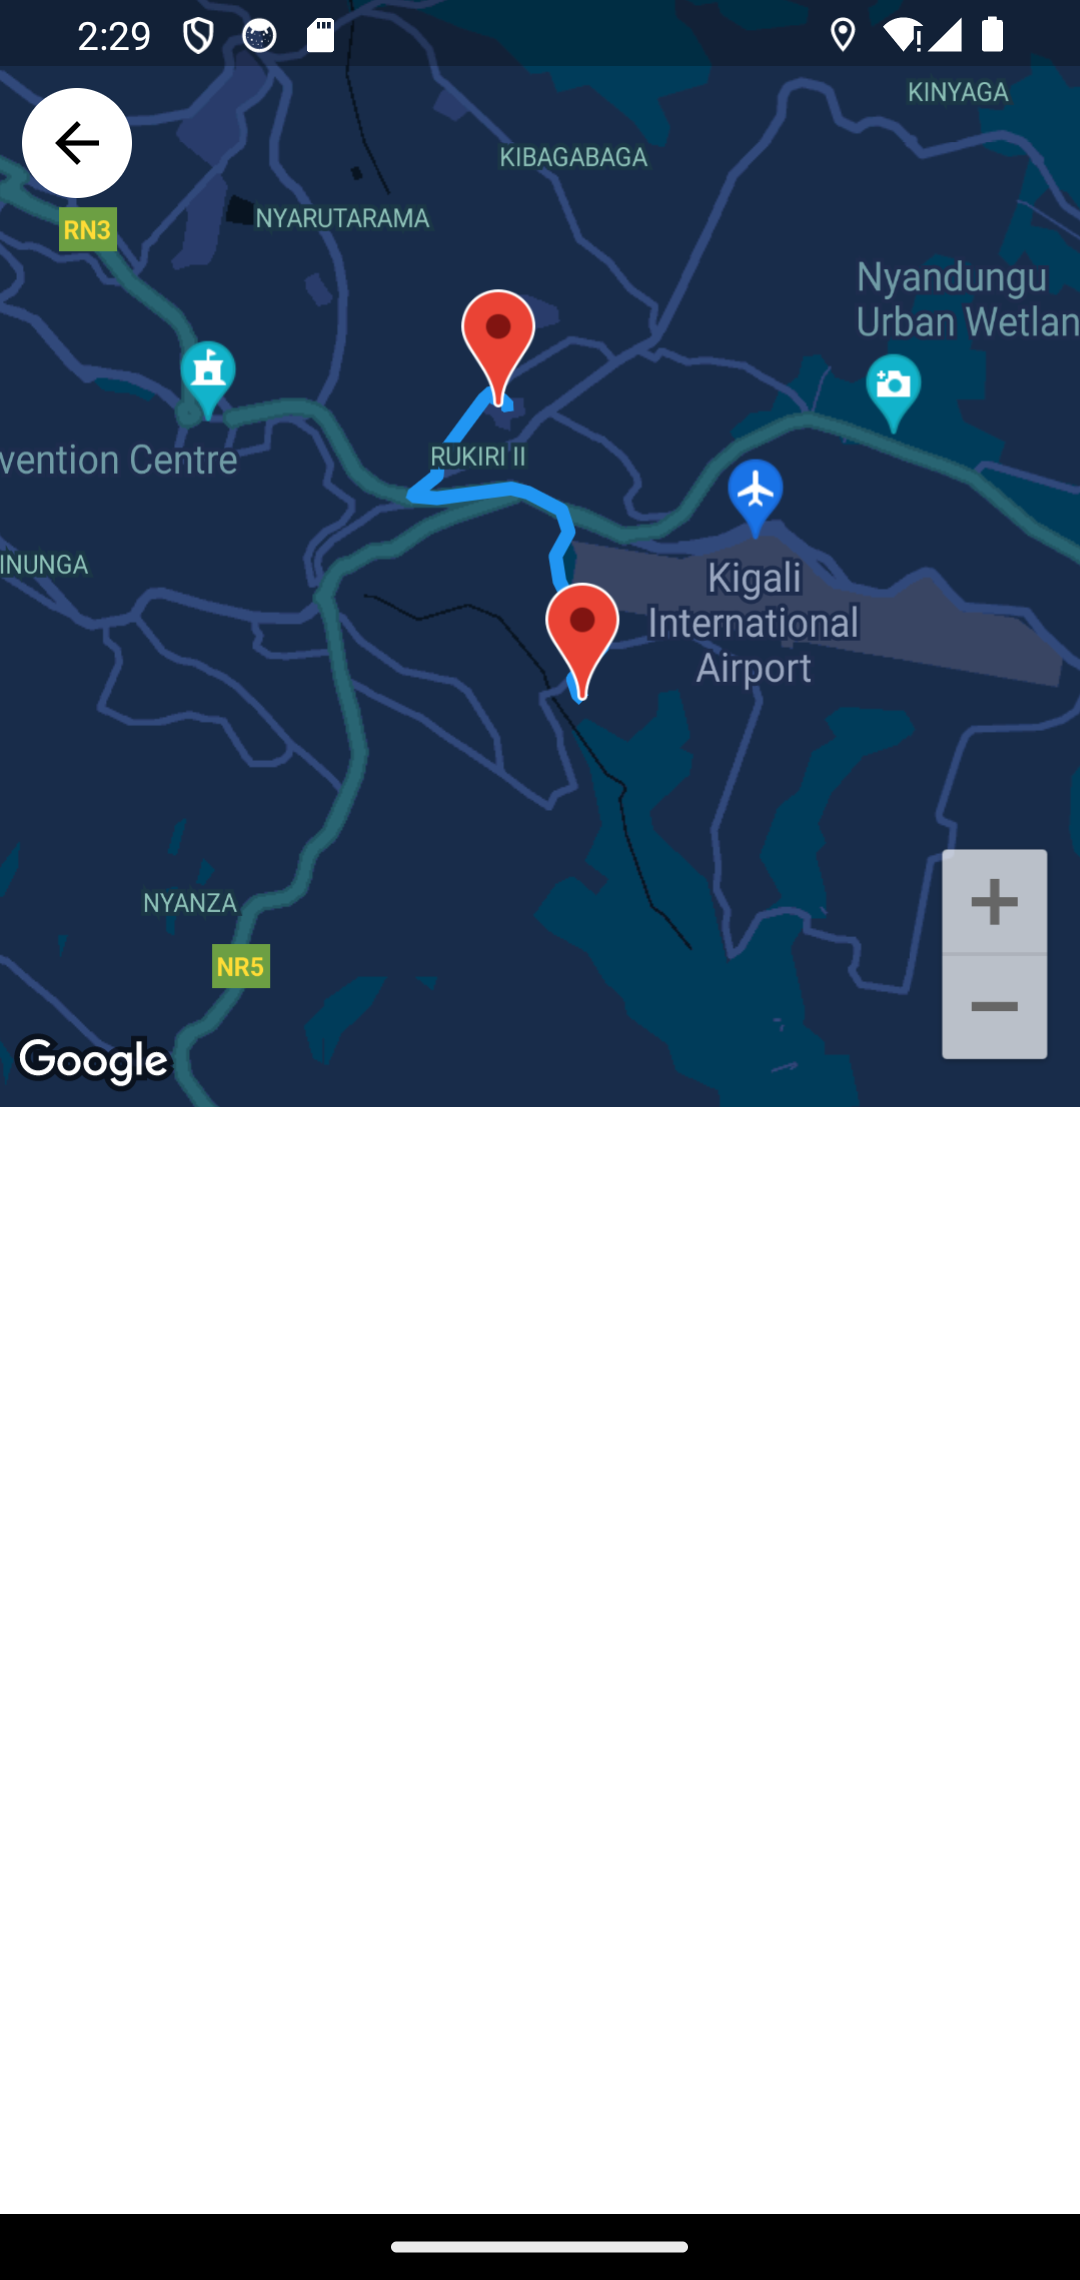 2:29
KINYAGA
KIBAGABAGA
NYARUTARAMA
RN3
Nyandungu
Urban Wetlan
vention Centre
RUKIRI II
INUNGA
Kigali
International
Airport
NYANZA
NR5
Google